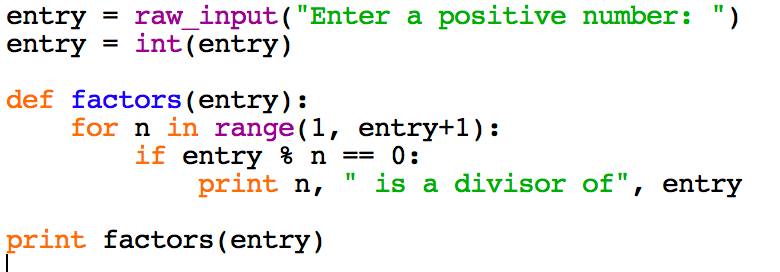 entry = raw_input("Enter a positive number: ")
entry = int(entry)
def factors(entry):
for n in range(1, entry+1):
if entry % n == 0:
print n, " is a divisor of", entry
print factors(entry)